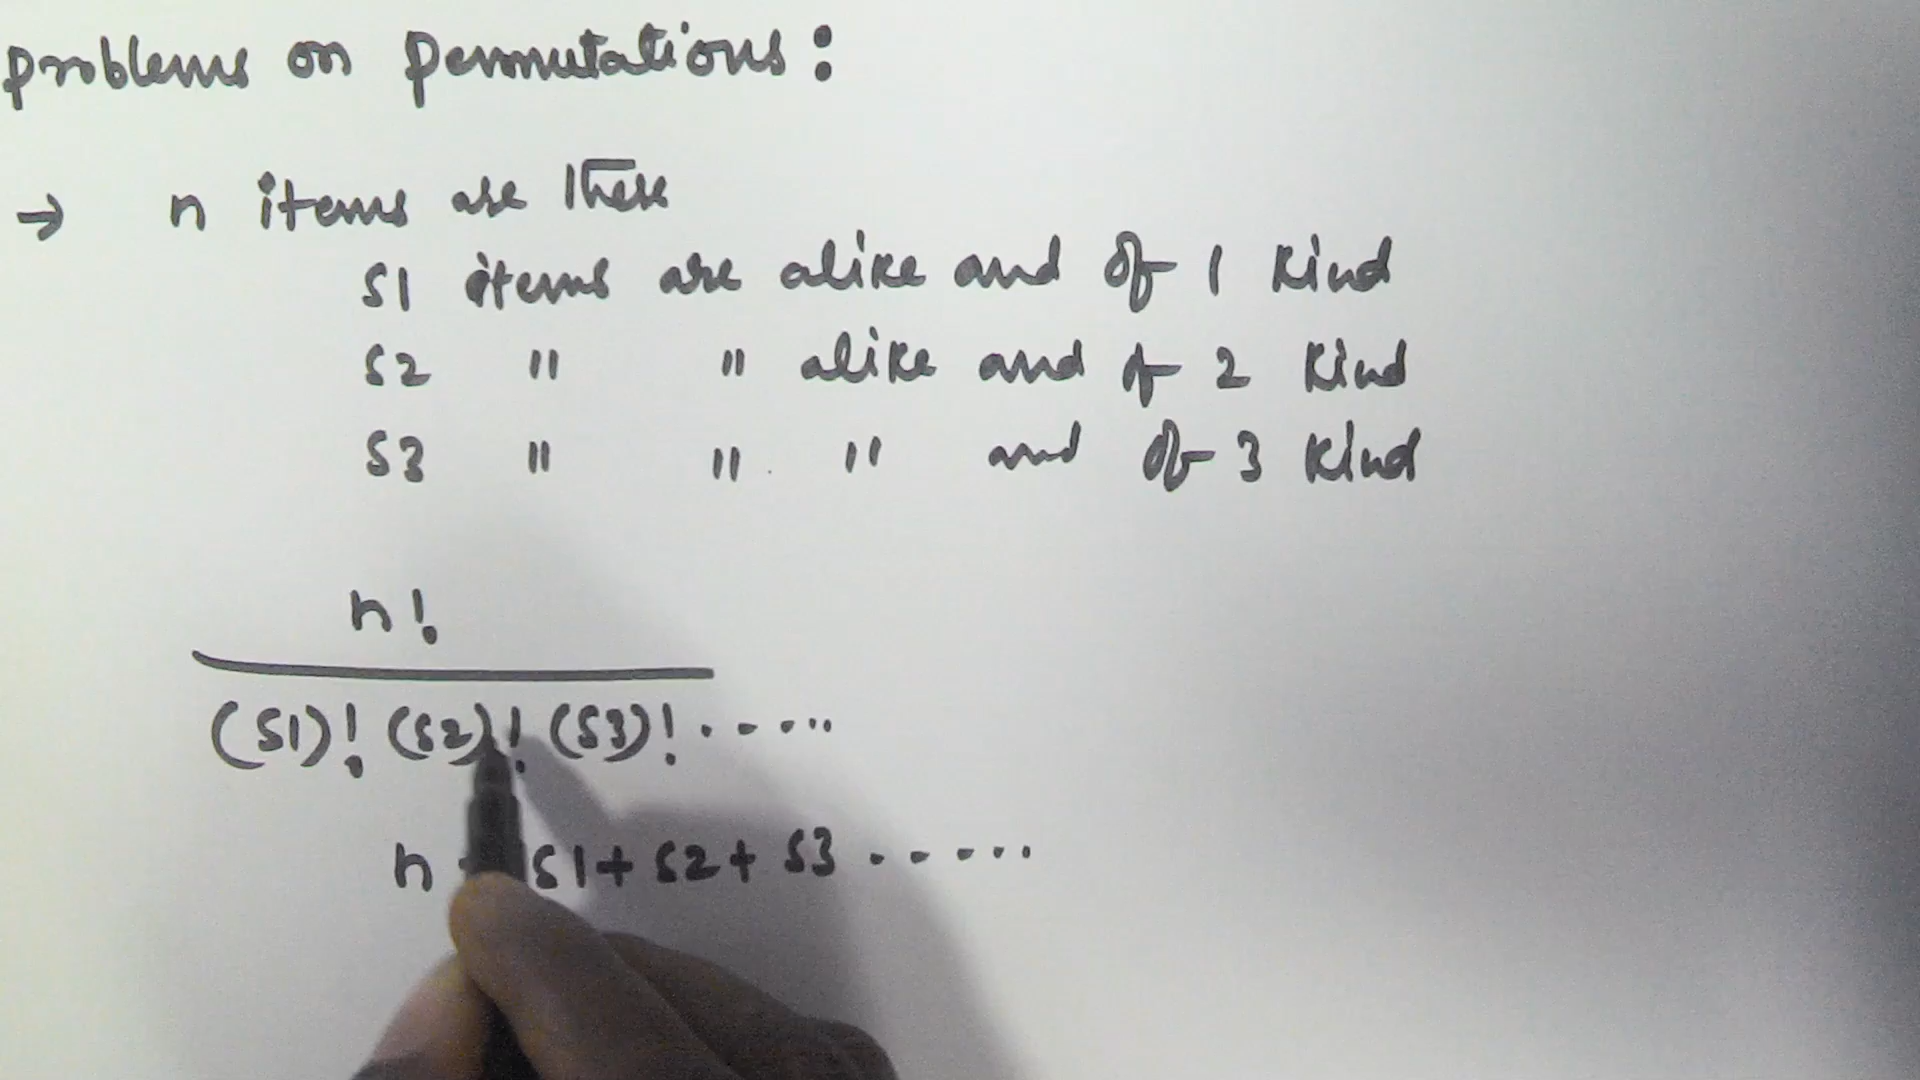 problems on permutations:
→ n items are there
S1 items are alike and of 1 kind
S2 " " alike and of 2 kind
S3 " " " and of 3 kind
n!
(S1)! (S2)! (S3)! .....
n S1 + S2 + S3 ......